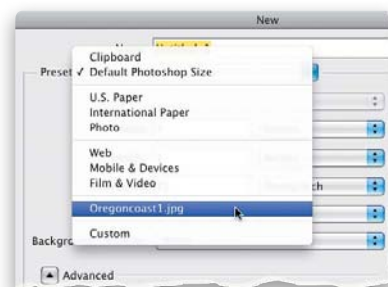 New
Preset
Clipboard
✓ Default Photoshop Size
U.S. Paper
International Paper
Photo
Web
Mobile & Devices
Film & Video
Oregoncoast1.jpg
Custom
Advanced